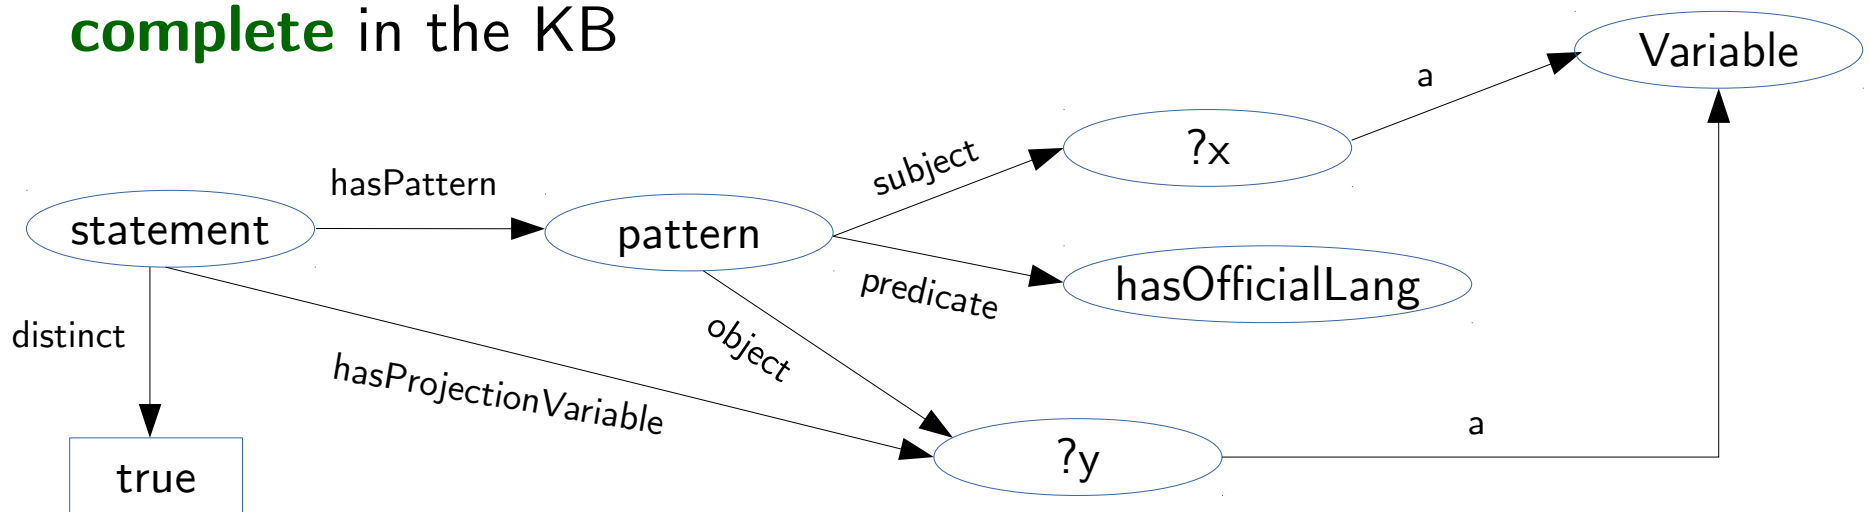 complete in the KB
Variable
a
?x
subject
hasPattern
statement
pattern
hasOfficialLang
predicate
distinct
object
hasProjectionVariable
a
?y
true